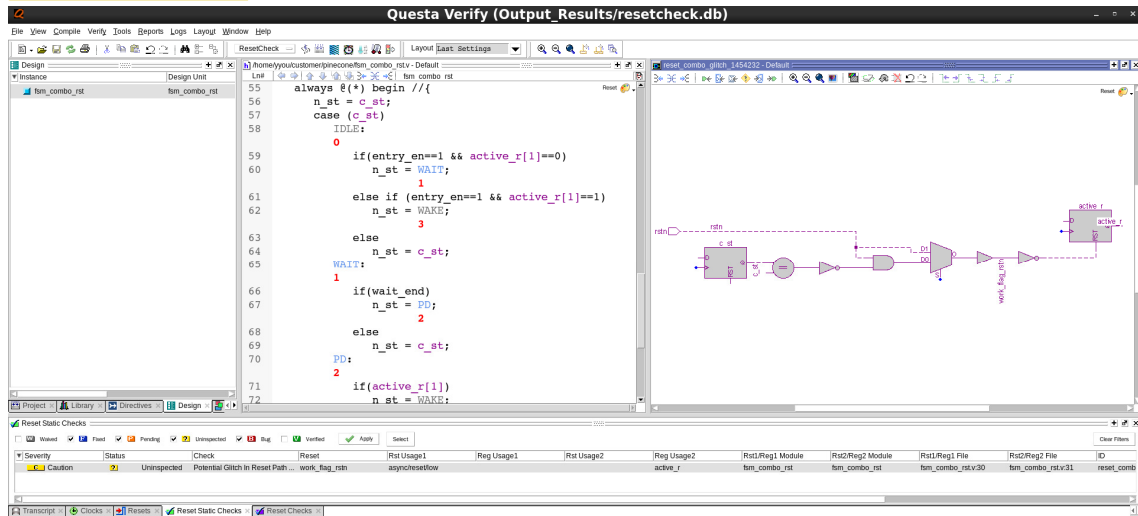 Questa Verify (Output_Results/resetcheck.db)
File View Compile Verify Tools Reports Logs Layout Window Help
ResetCheck Layout Last Settings
Design
Instance Design Unit
fsm_combo_rst fsm_combo_rst
Project Library Directives Design
/home/yyou/customer/pinecone/fsm_combo_rst.v - Default
Ln# fsm_combo_rst
Reset
55 always @(*) begin //{
56 n_st = c_st;
57 case (c_st)
58 IDLE:
0
59 if(entry_en==1 && active_r[1]==0)
60 n_st = WAIT;
1
61 else if (entry_en==1 && active_r[1]==1)
62 n_st = WAKE;
3
63 else
64 n_st = c_st;
65 WAIT:
1
66 if(wait_end)
67 n_st = PD;
2
68 else
69 n_st = c_st;
70 PD:
2
71 if(active_r[1])
72 n_st = WAKE;
reset_combo_glitch_1454232 - Default
Reset
active_r
D
active_r
RST
rstn
rstn
c_st
D
Q
RST
c_st
=
D1
D0
O
S
work_flag_rstn
Reset Static Checks
Waived F Fixed P Pending ? Uninspected B Bug V Verified Apply Select Clear Filters
Severity Status Check Reset Rst Usage1 Reg Usage1 Rst Usage2 Reg Usage2 Rst1/Reg1 Module Rst2/Reg2 Module Rst1/Reg1 File Rst2/Reg2 File ID
C Caution ? Uninspected Potential Glitch In Reset Path ... work_flag_rstn async/reset/low active_r fsm_combo_rst fsm_combo_rst fsm_combo_rst.v:30 fsm_combo_rst.v:31 reset_comb
Transcript Clocks Resets Reset Static Checks Reset Checks